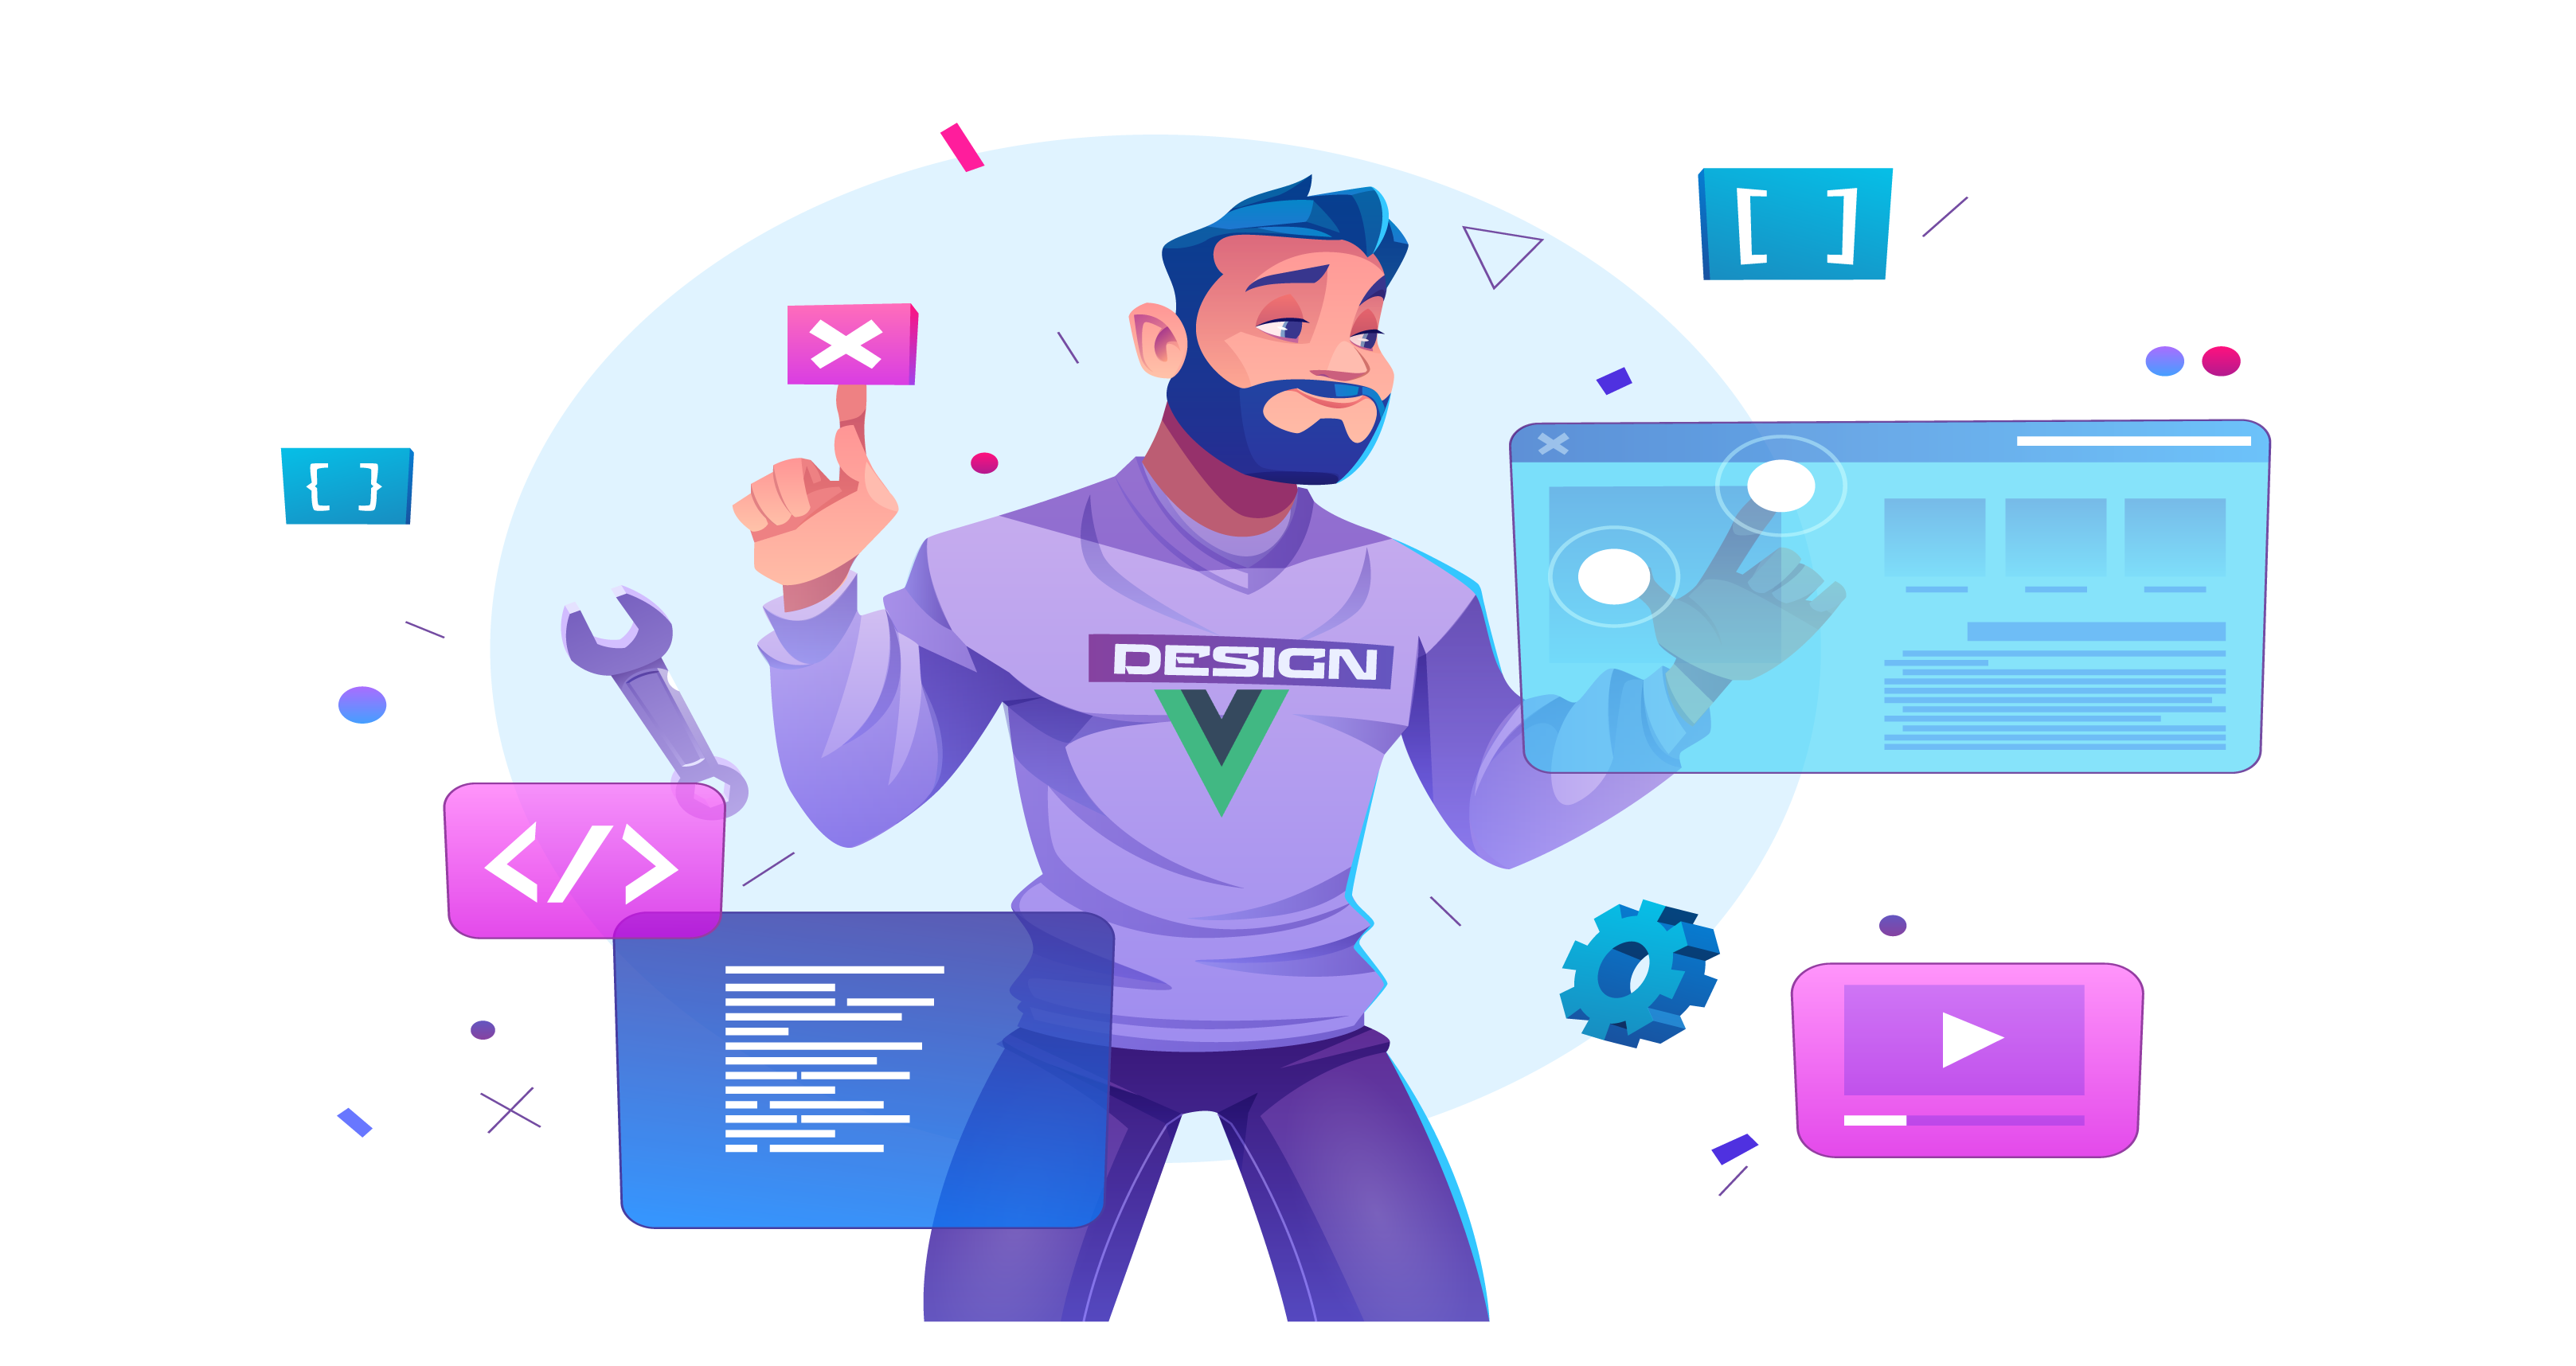 [ ]
{ }
DESIGN
</>